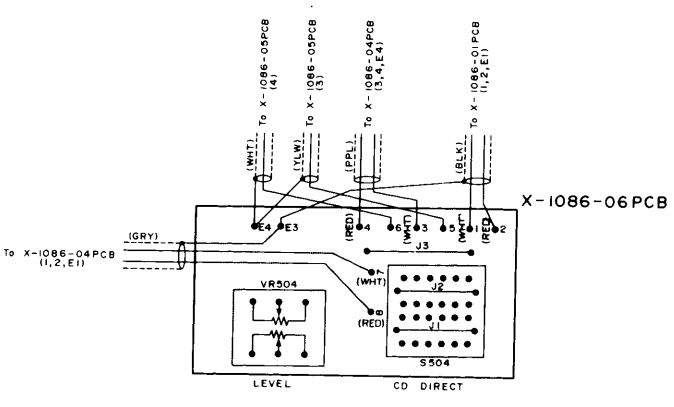 To X-1086-05PCB
(4)
To X-1086-05PCB
(3)
To X-1086-04PCB
(3,4,E4)
To X-1086-01PCB
(1,2,E1)
(WHT)
(YLW)
(PPL)
(BLK)
X-1086-06PCB
E4
E3
(RED)
4
6
(WHT)
3
5
(WHT)
1
(RED)
2
(GRY)
To X-1086-04PCB
(1,2,E1)
J3
7
(WHT)
8
(RED)
VR504
J2
J1
S504
LEVEL
CD DIRECT